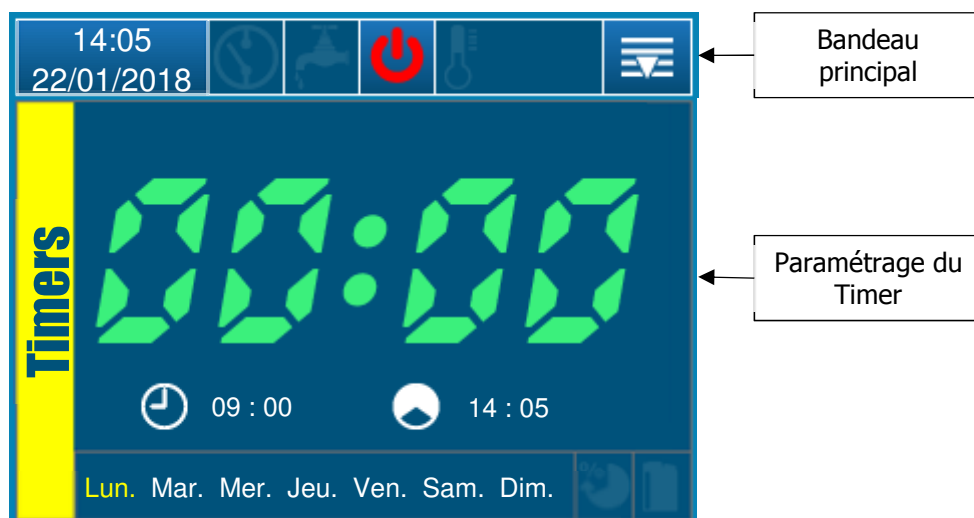 14:05
22/01/2018
Bandeau
principal
Timers
00:00
Paramétrage du
Timer
09 : 00
14 : 05
Lun. Mar. Mer. Jeu. Ven. Sam. Dim.
%